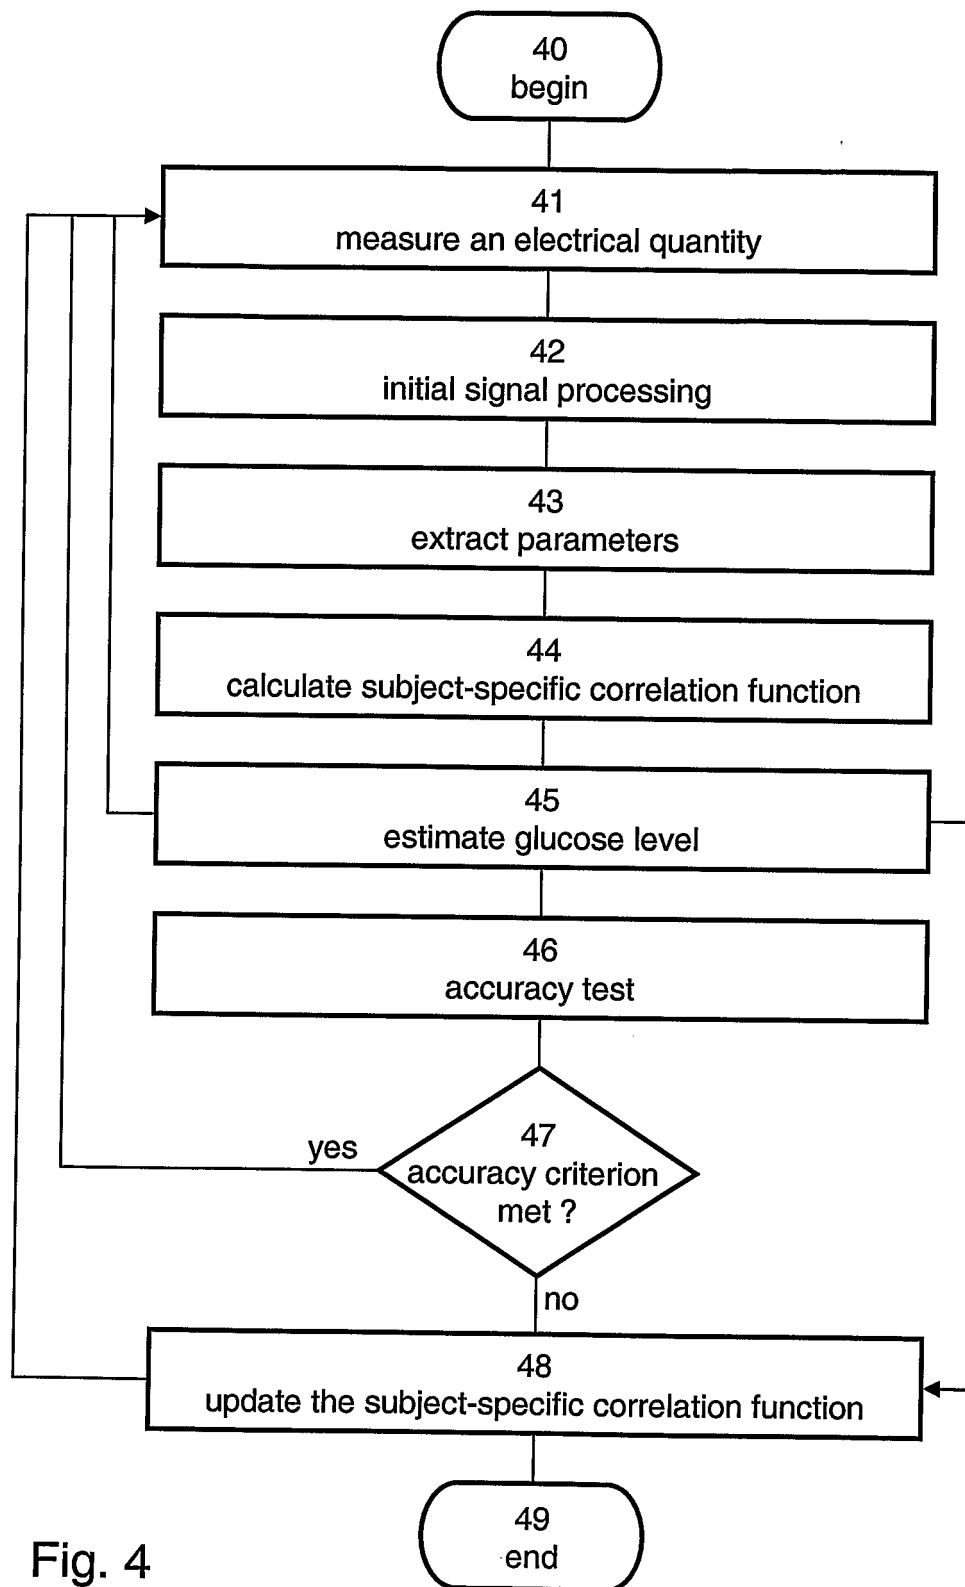 40
begin
41
measure an electrical quantity
42
initial signal processing
43
extract parameters
44
calculate subject-specific correlation function
45
estimate glucose level
46
accuracy test
47
accuracy criterion
met ?
yes
no
48
update the subject-specific correlation function
49
end
Fig. 4